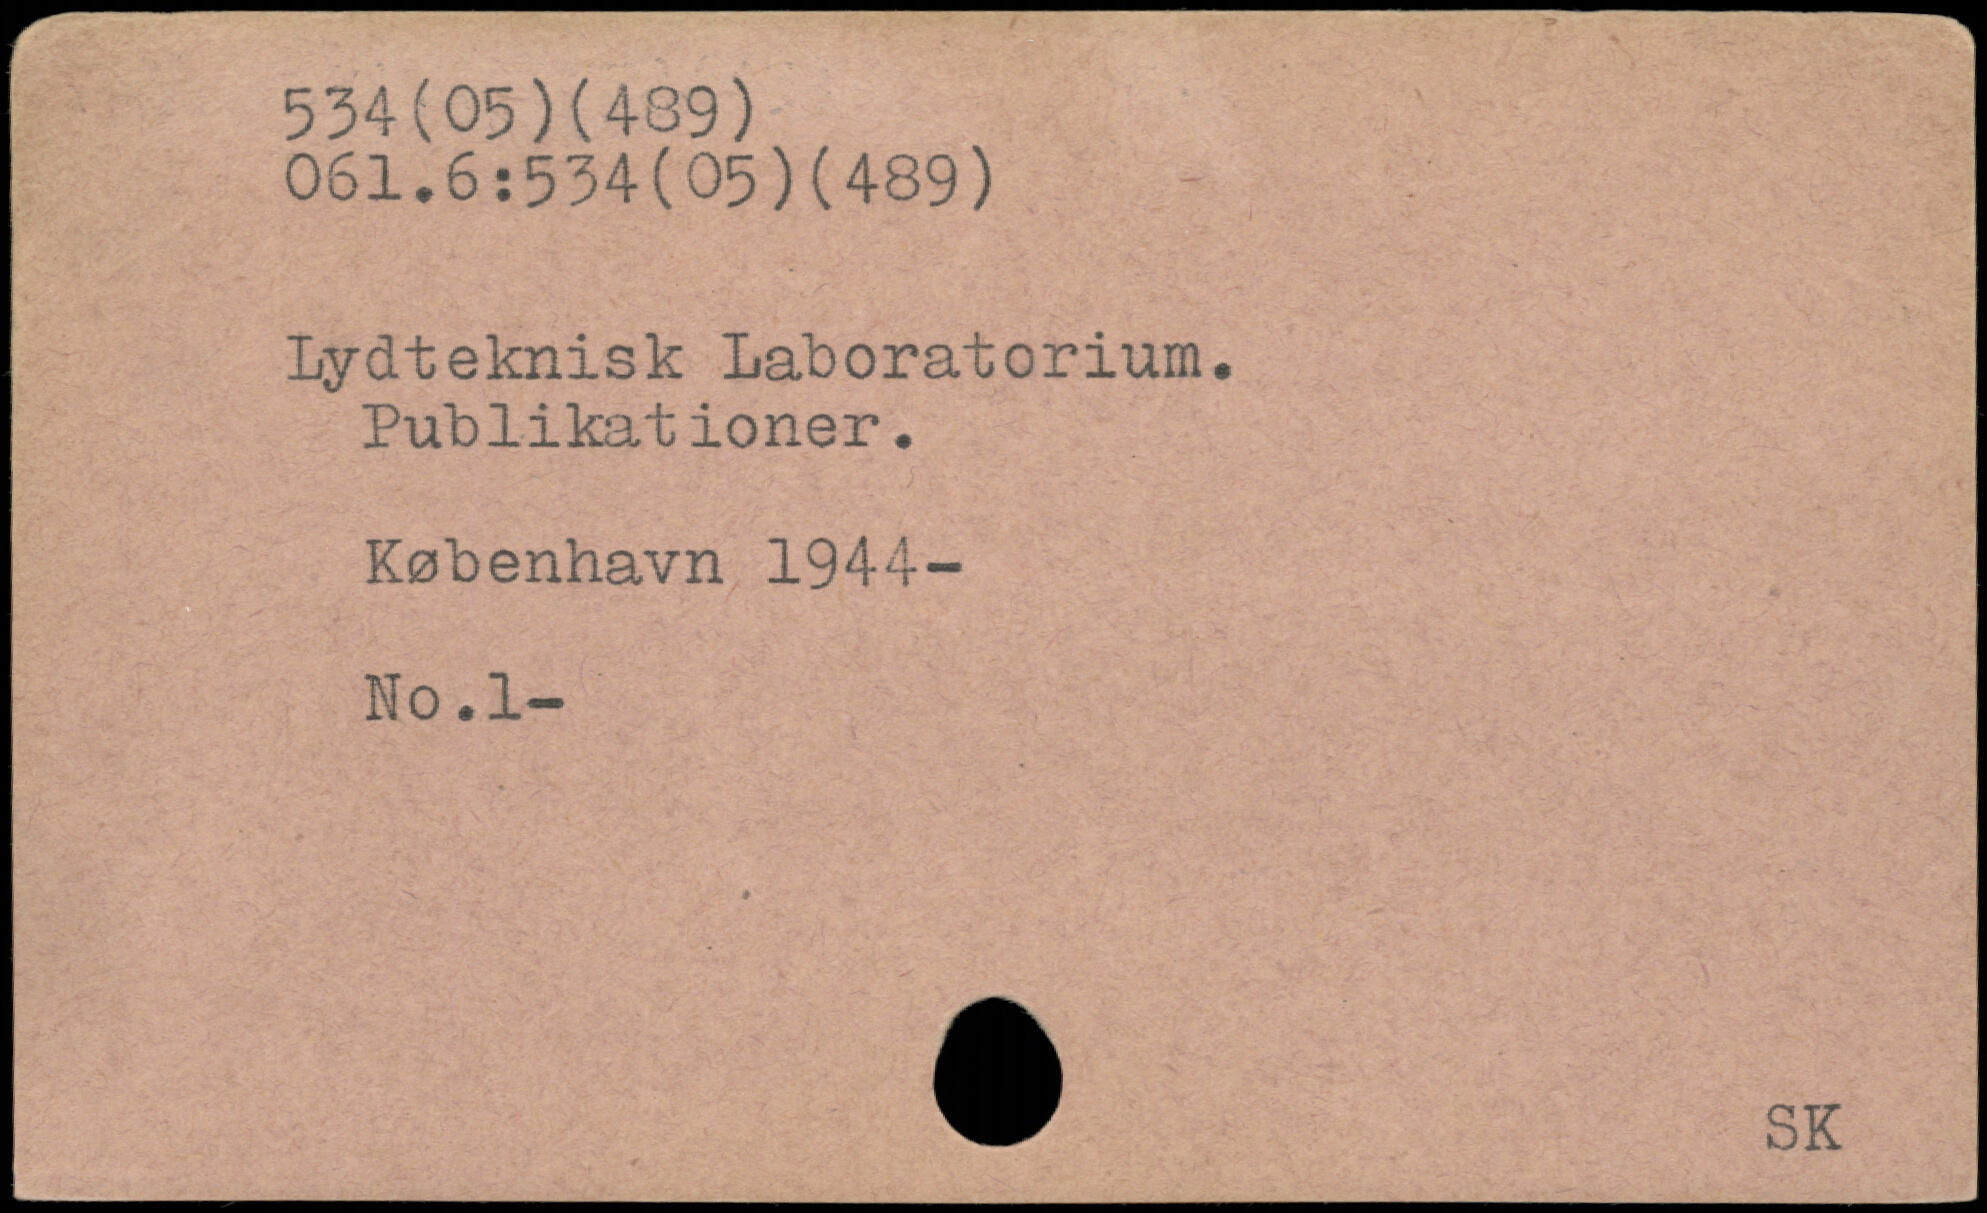 534(05)(489)
061.6:534(05)(489)
Lydteknisk Laboratorium.
Publikationer.
København 1944-
No.1-
SK